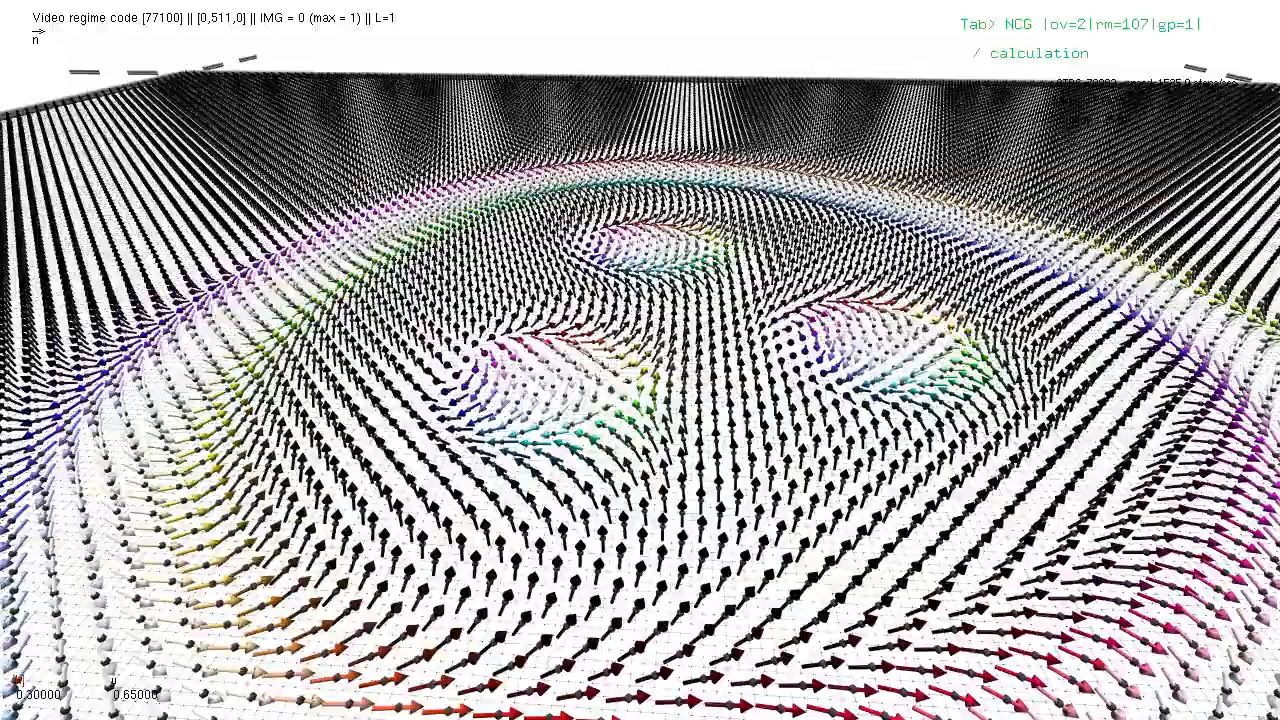 Video regime code [77100] || [0,511,0] || IMG = 0 (max = 1) || L=1
n
Tab> NCG |ov=2|rm=107|gp=1|
/ calculation
0.30000
0.65000